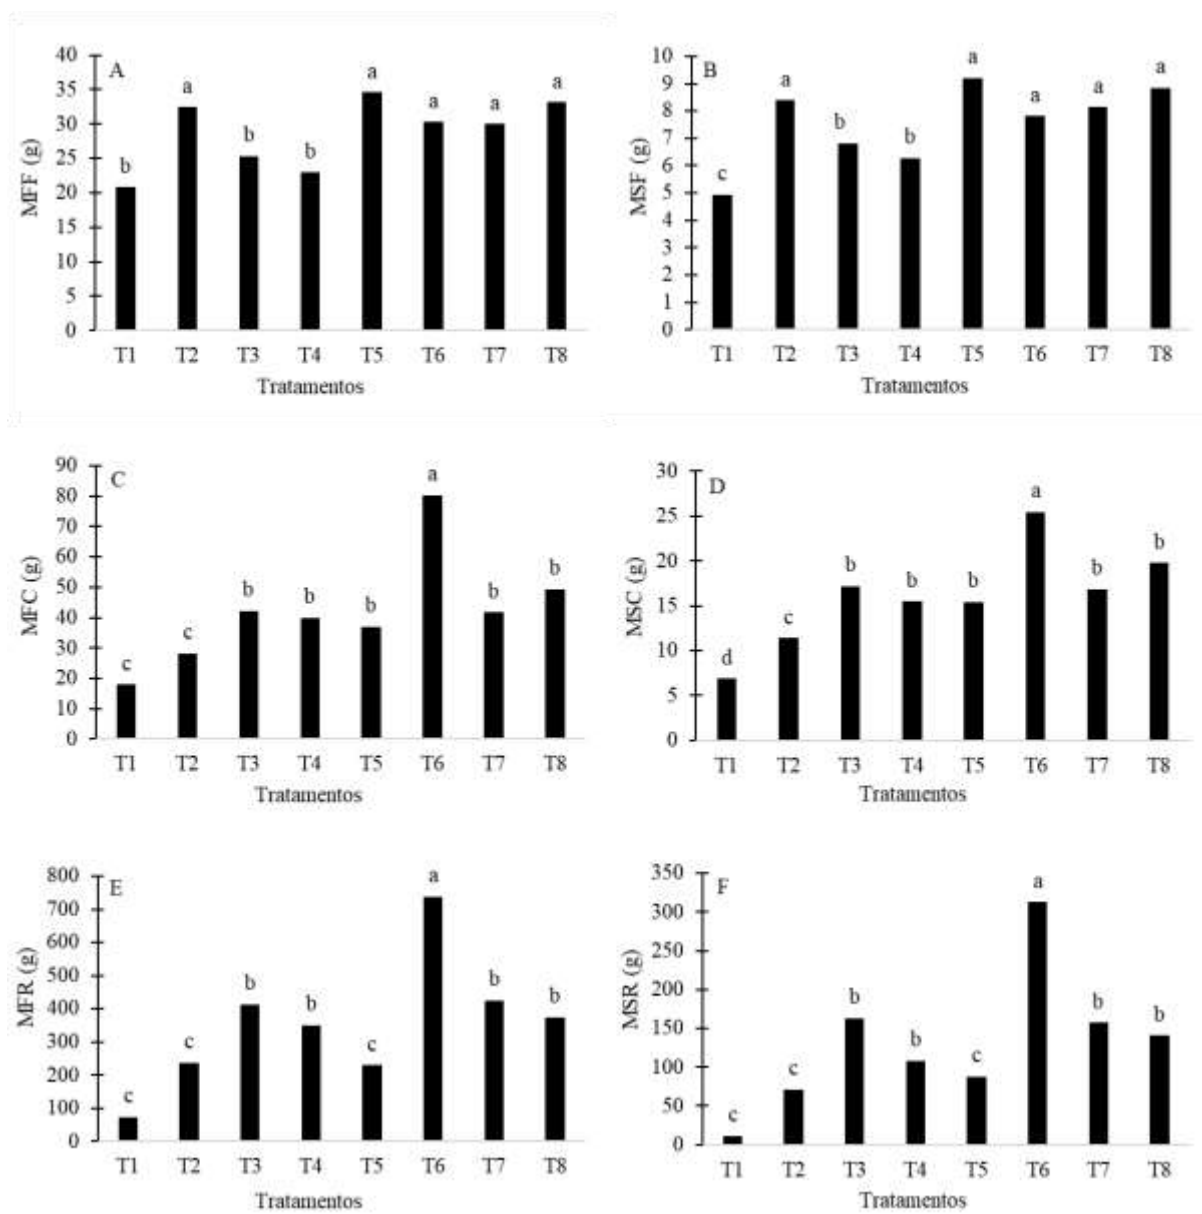 A
MFF (g)
40
35
30
25
20
15
10
5
0
b
a
b
b
a
a
a
a
T1 T2 T3 T4 T5 T6 T7 T8
Tratamentos
B
MSF (g)
10
9
8
7
6
5
4
3
2
1
0
c
a
b
b
a
a
a
a
T1 T2 T3 T4 T5 T6 T7 T8
Tratamentos
C
MFC (g)
90
80
70
60
50
40
30
20
10
0
c
c
b
b
b
a
b
b
T1 T2 T3 T4 T5 T6 T7 T8
Tratamentos
D
MSC (g)
30
25
20
15
10
5
0
d
c
b
b
b
a
b
b
T1 T2 T3 T4 T5 T6 T7 T8
Tratamentos
E
MFR (g)
800
700
600
500
400
300
200
100
0
c
c
b
b
c
a
b
b
T1 T2 T3 T4 T5 T6 T7 T8
Tratamentos
F
MSR (g)
350
300
250
200
150
100
50
0
c
c
b
b
c
a
b
b
T1 T2 T3 T4 T5 T6 T7 T8
Tratamentos